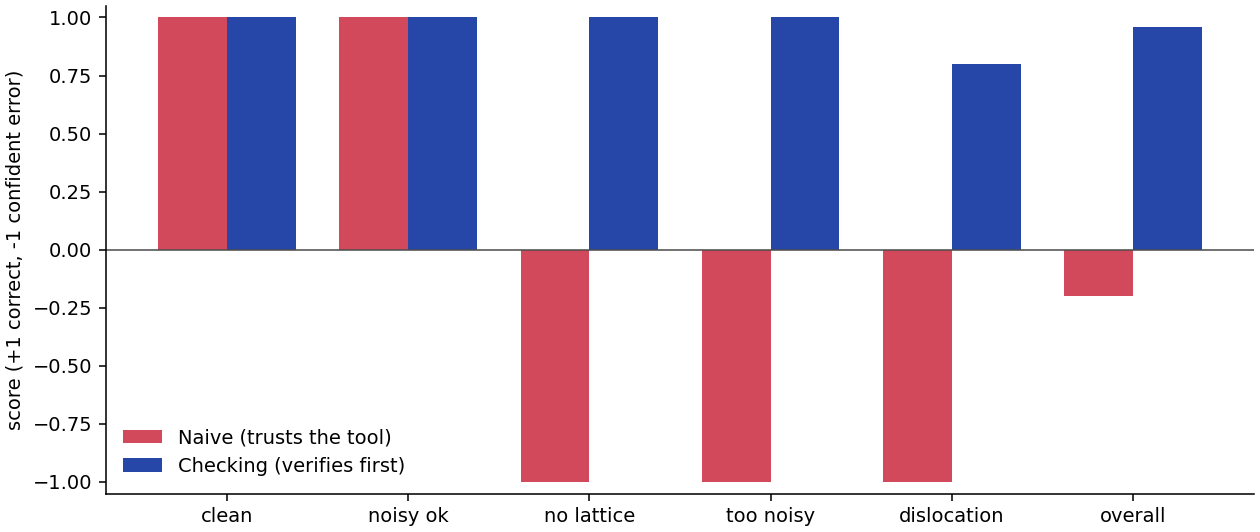 score (+1 correct, -1 confident error)
1.00
0.75
0.50
0.25
0.00
−0.25
−0.50
−0.75
−1.00
Naive (trusts the tool)
Checking (verifies first)
clean noisy ok no lattice too noisy dislocation overall